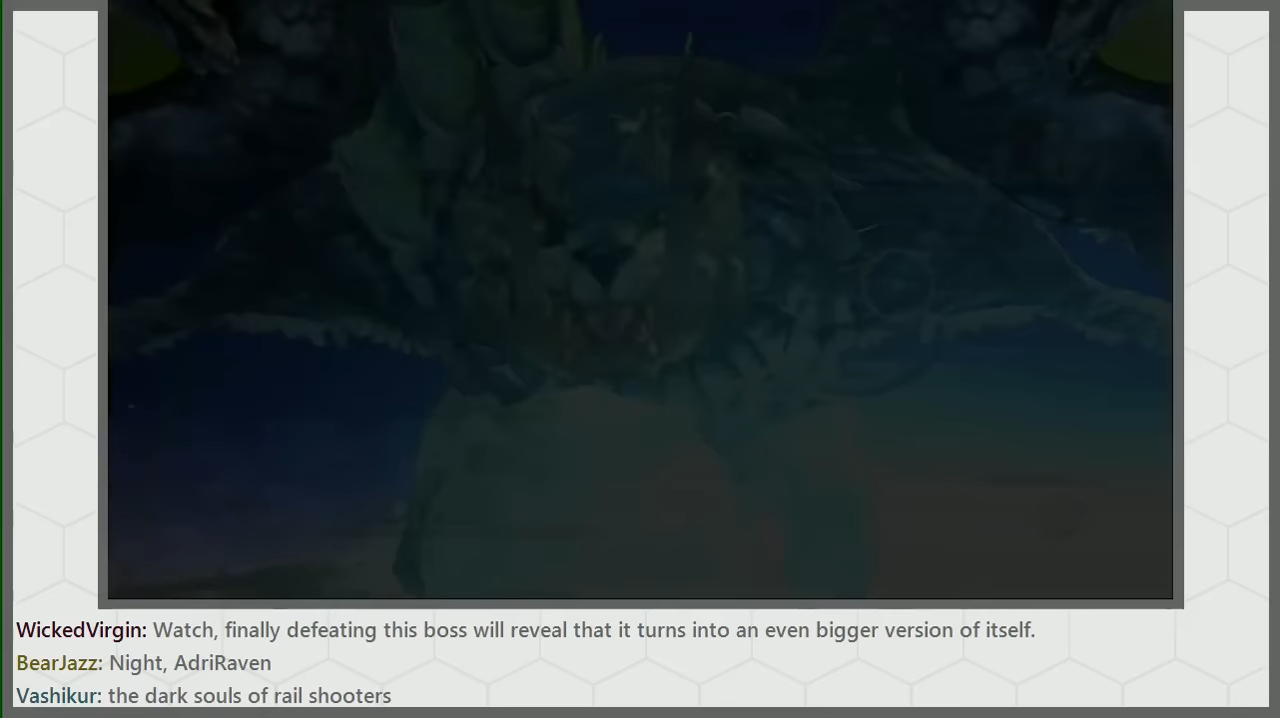 WickedVirgin: Watch, finally defeating this boss will reveal that it turns into an even bigger version of itself.
BearJazz: Night, AdriRaven
Vashikur: the dark souls of rail shooters